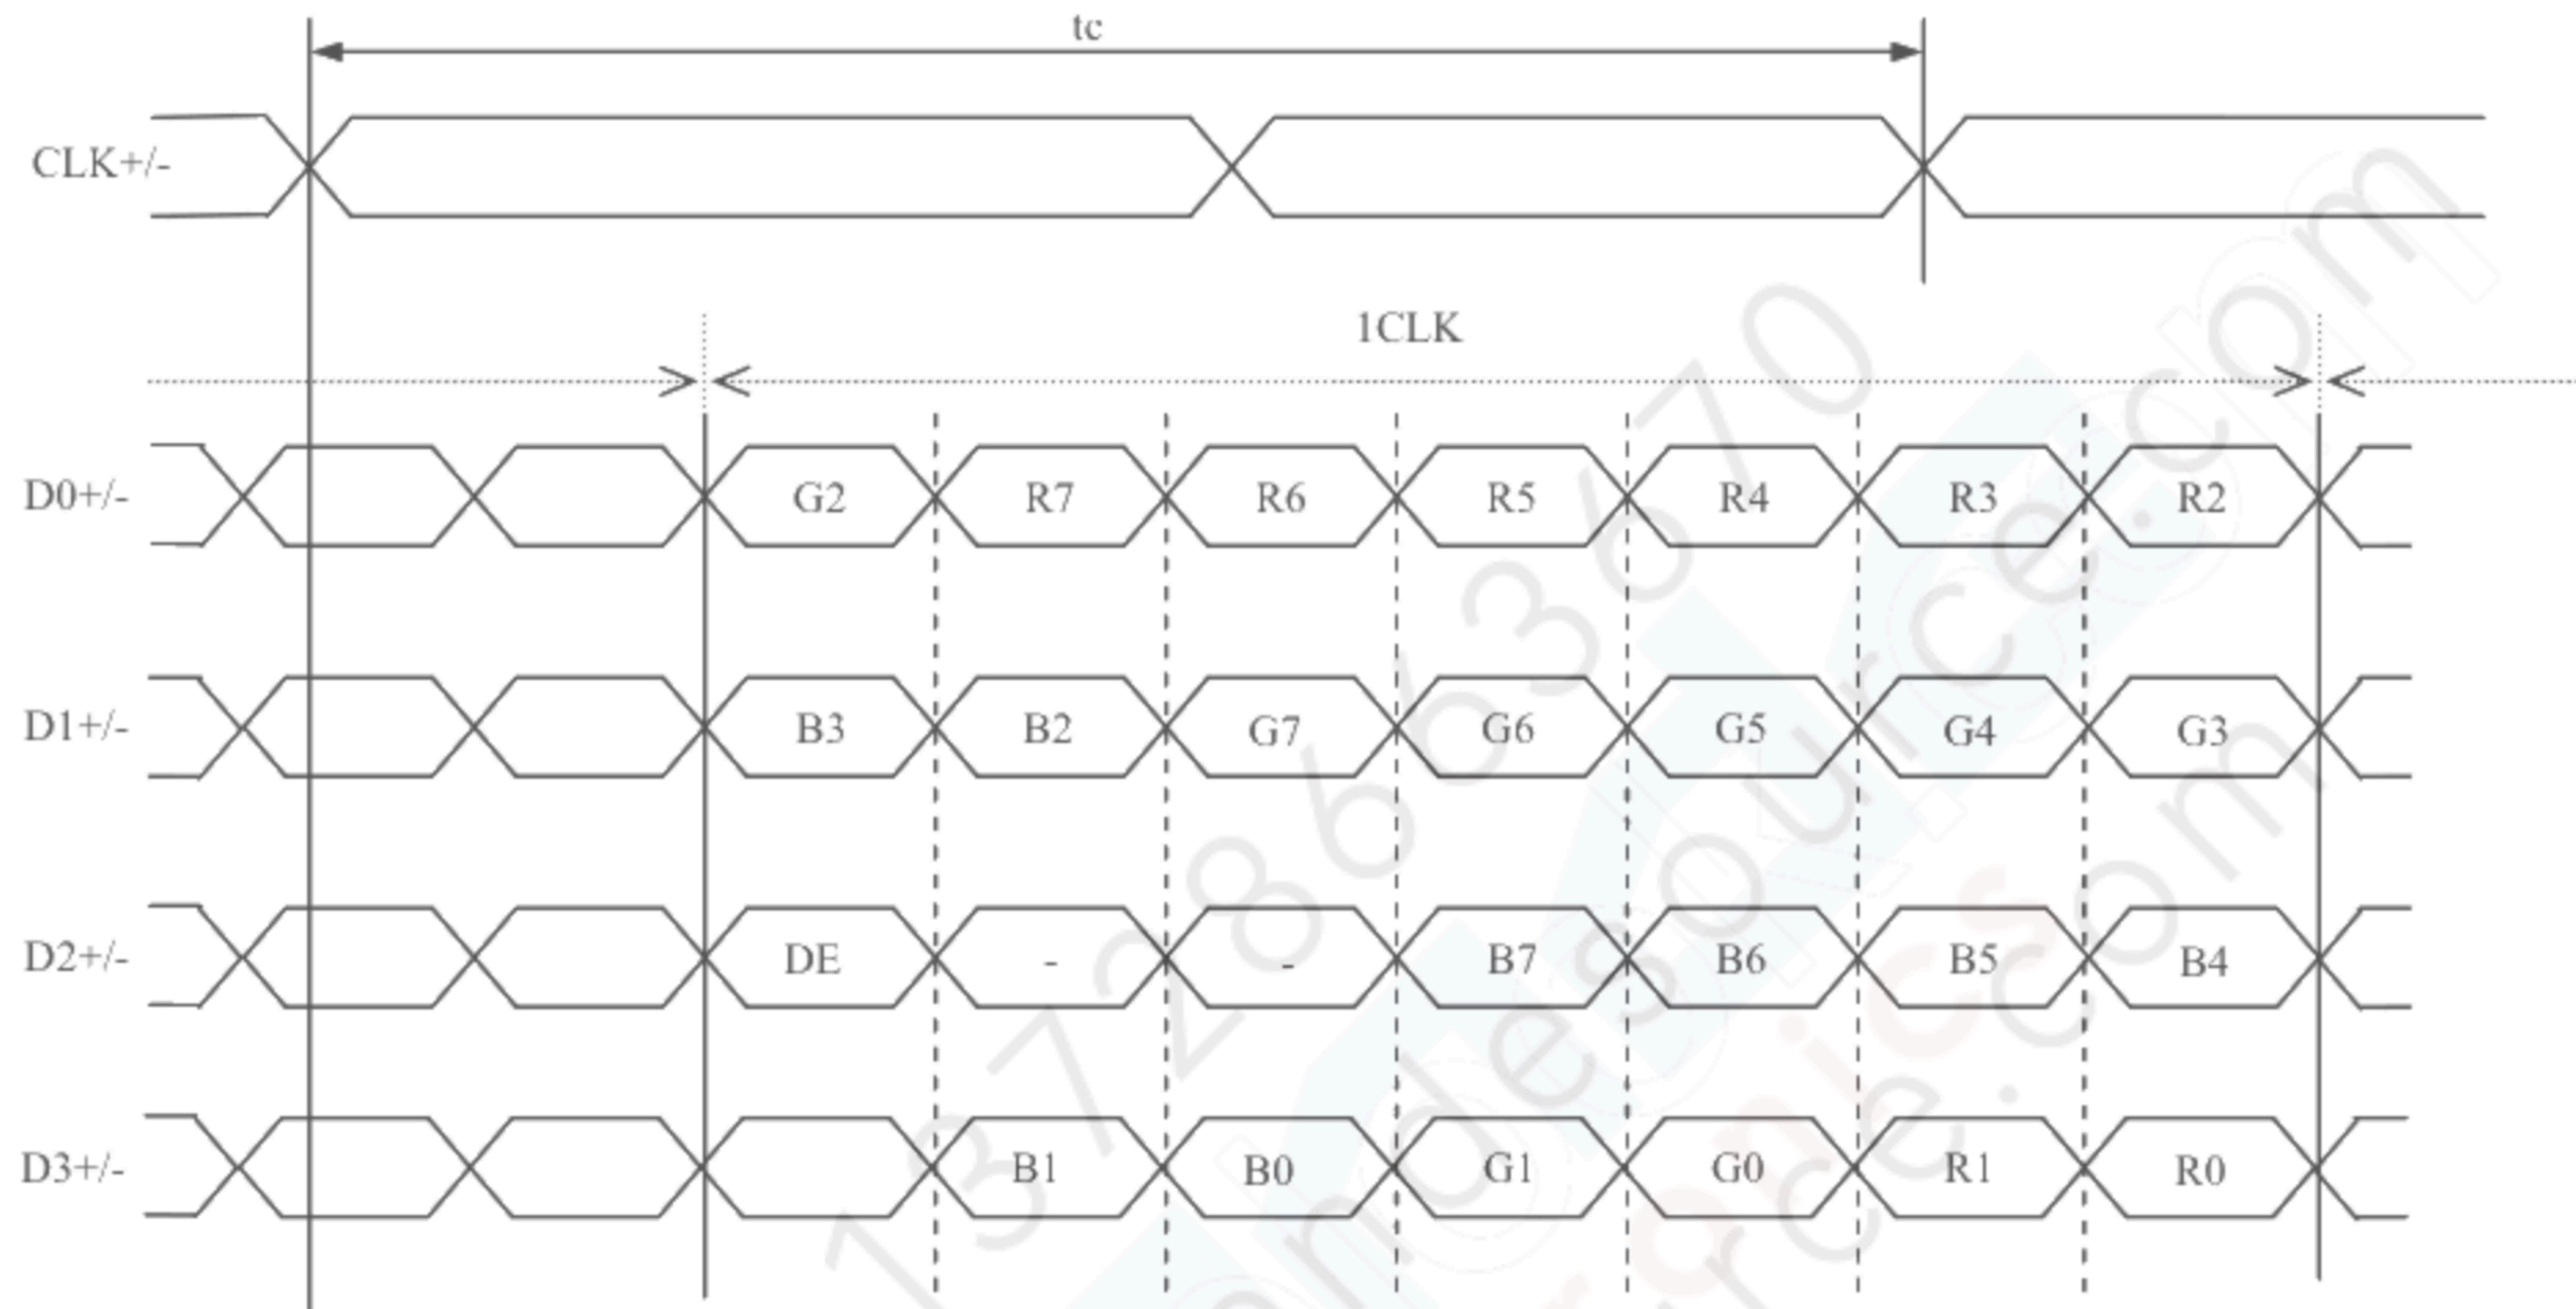 tc
CLK+/-
1CLK
D0+/- G2 R7 R6 R5 R4 R3 R2
D1+/- B3 B2 G7 G6 G5 G4 G3
D2+/- DE - - B7 B6 B5 B4
D3+/- B1 B0 G1 G0 R1 R0
13728663670